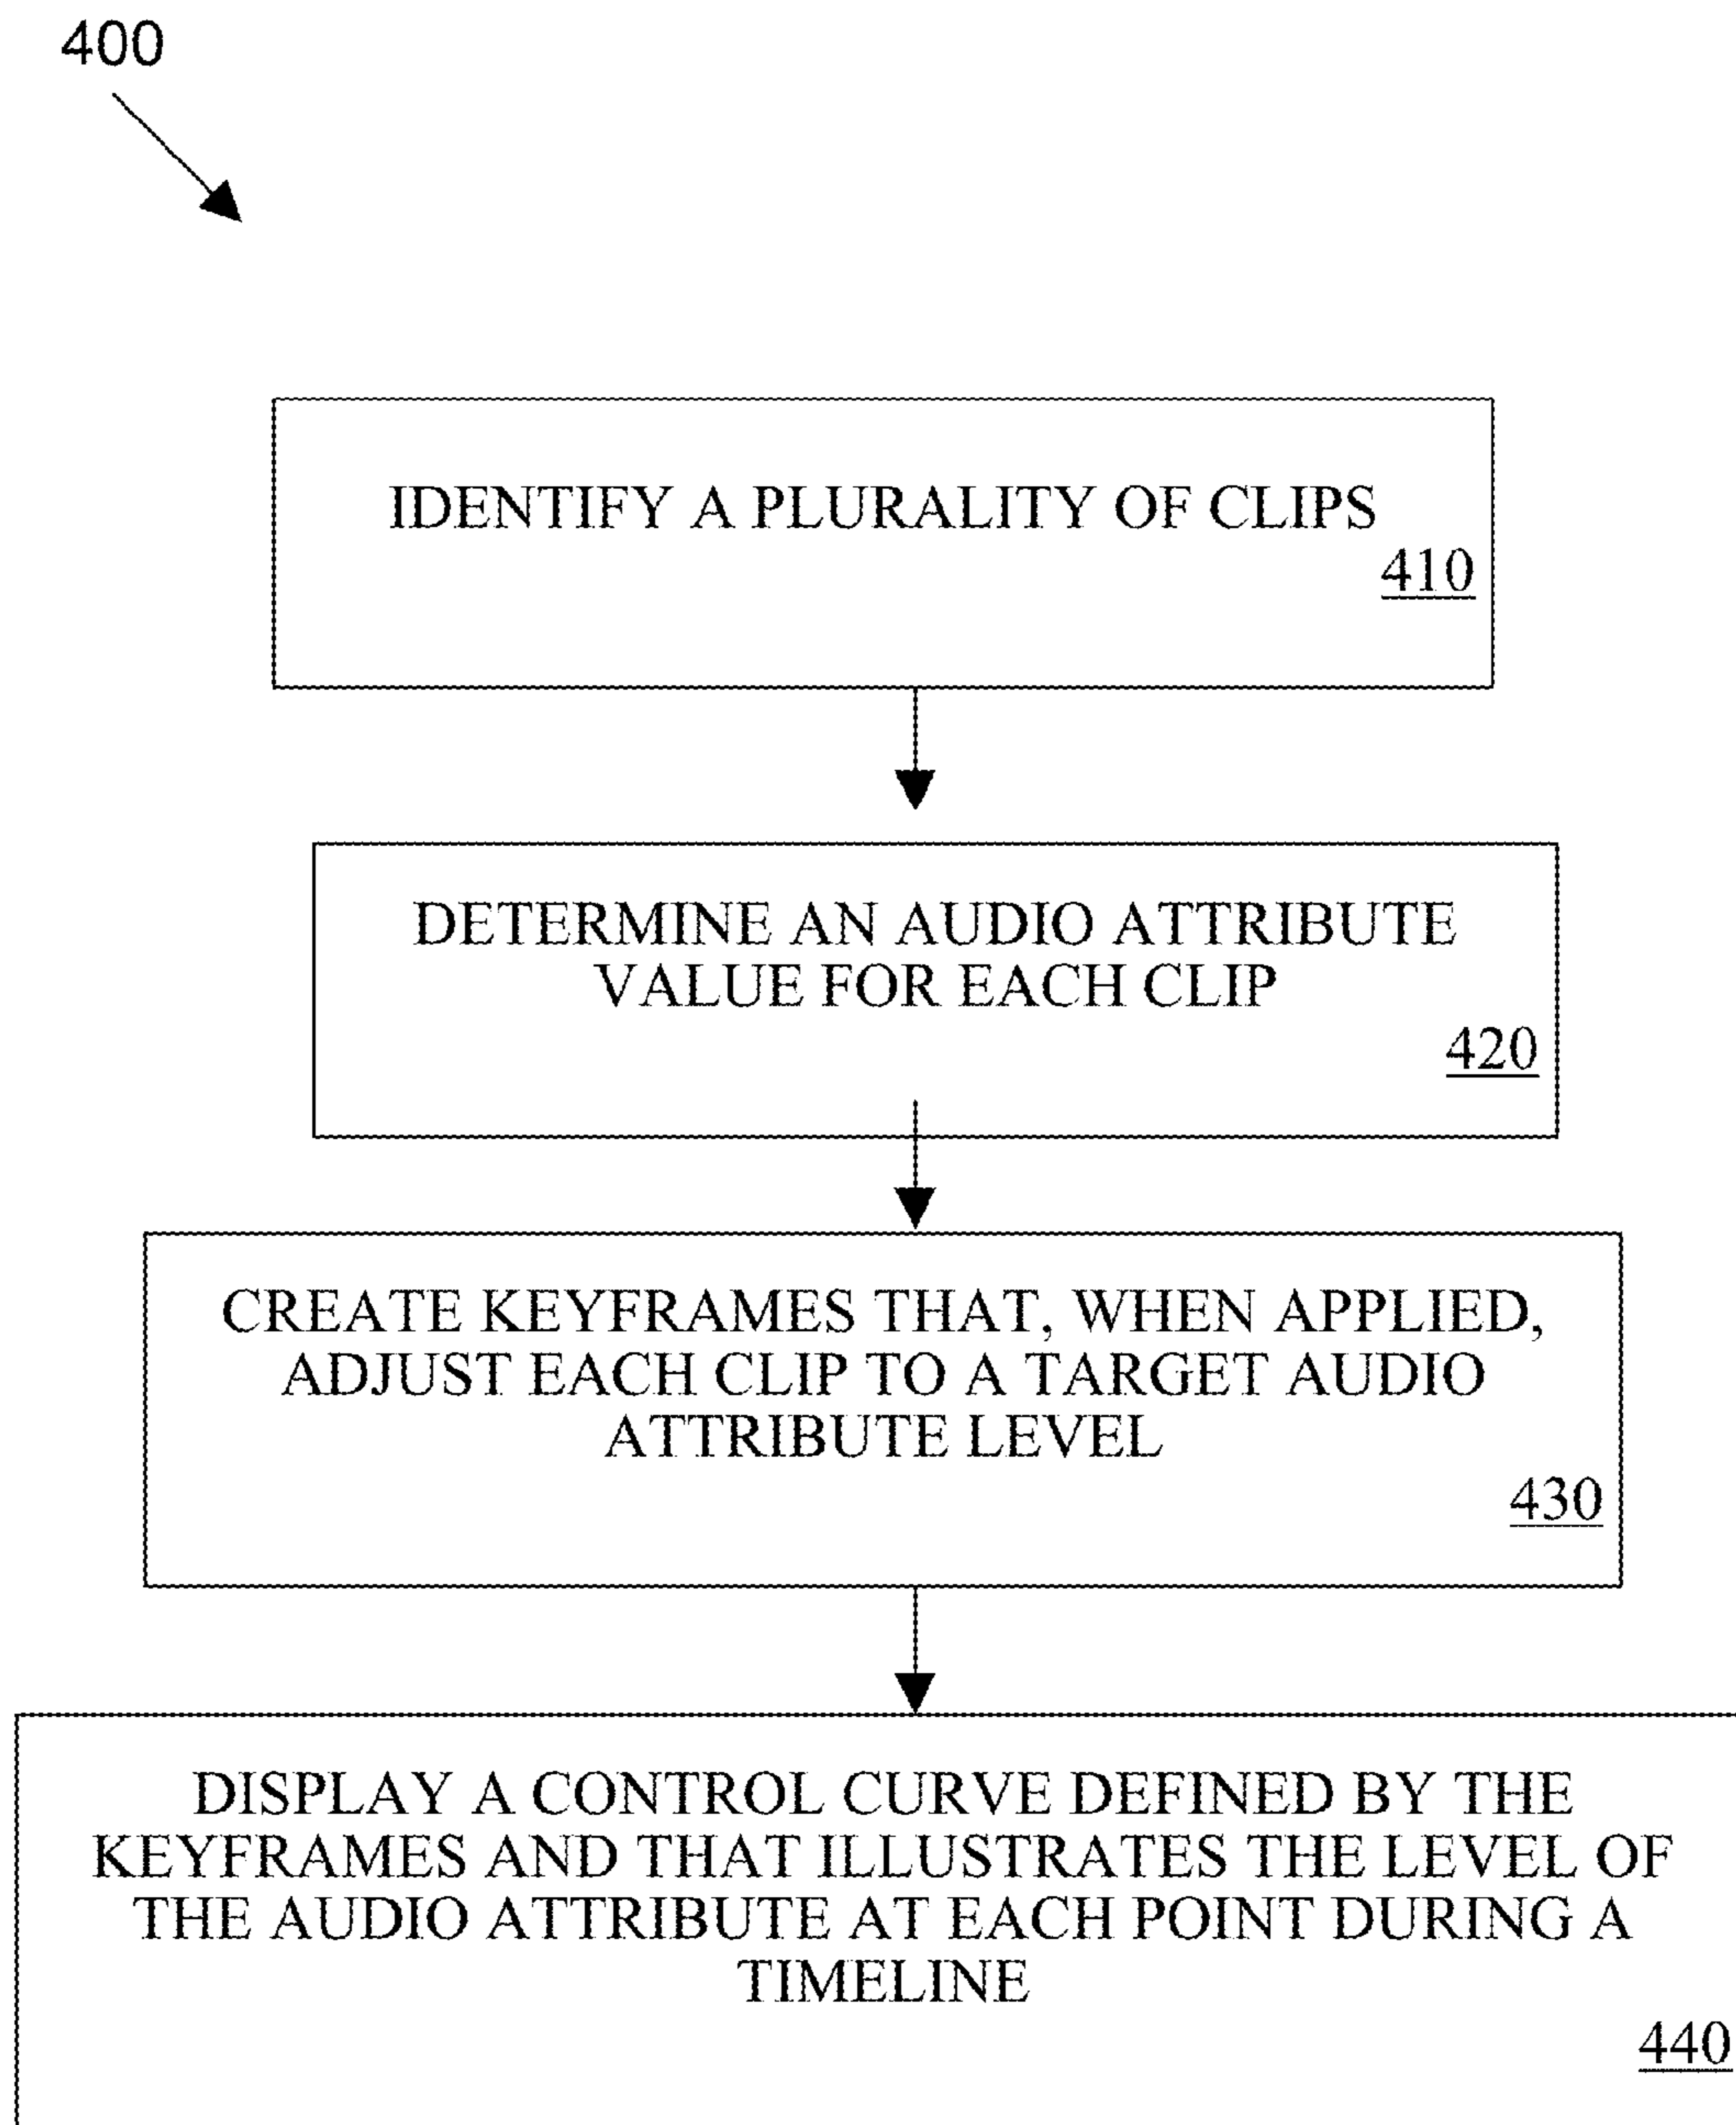 400
IDENTIFY A PLURALITY OF CLIPS
410
DETERMINE AN AUDIO ATTRIBUTE
VALUE FOR EACH CLIP
420
CREATE KEYFRAMES THAT, WHEN APPLIED,
ADJUST EACH CLIP TO A TARGET AUDIO
ATTRIBUTE LEVEL
430
DISPLAY A CONTROL CURVE DEFINED BY THE
KEYFRAMES AND THAT ILLUSTRATES THE LEVEL OF
THE AUDIO ATTRIBUTE AT EACH POINT DURING A
TIMELINE
440